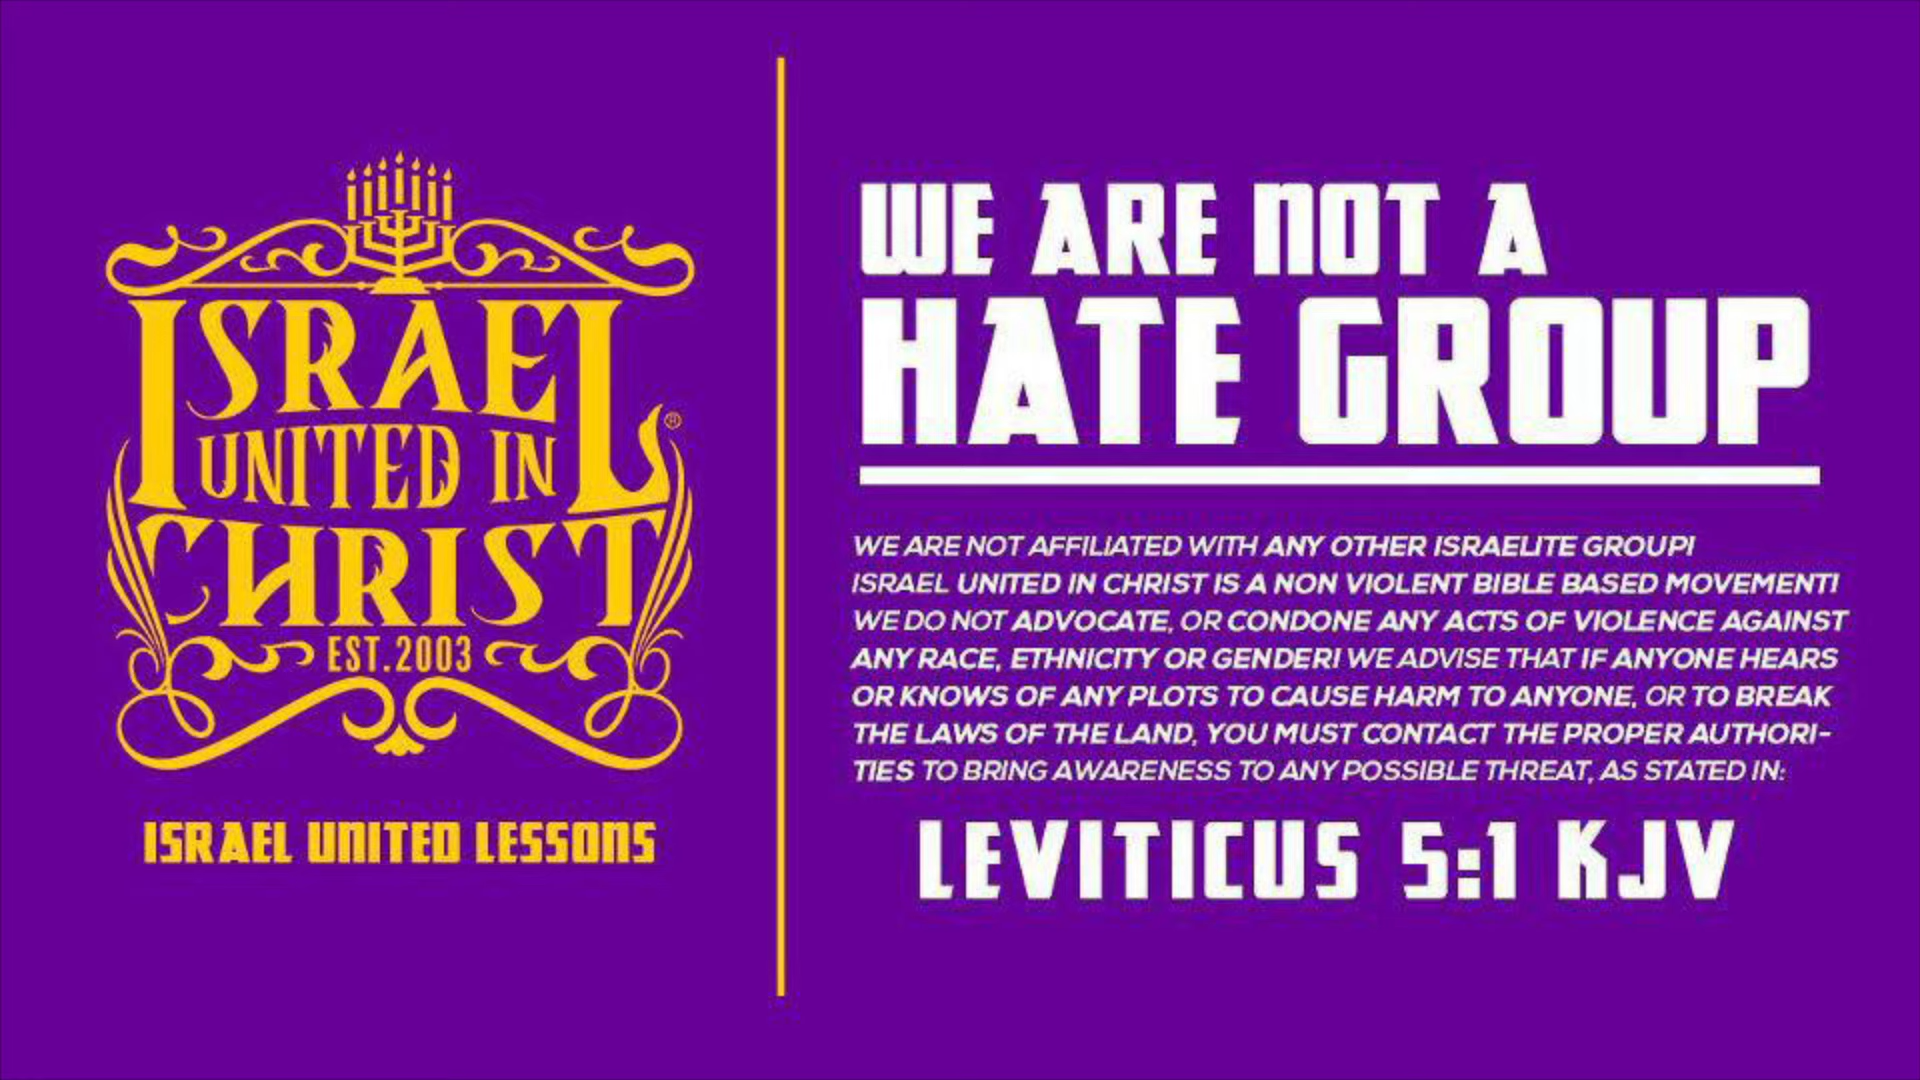 ISRAEL
UNITED IN
CHRIST
®
EST.2003
ISRAEL UNITED LESSONS
WE ARE NOT A
HATE GROUP
WE ARE NOT AFFILIATED WITH ANY OTHER ISRAELITE GROUP!
ISRAEL UNITED IN CHRIST IS A NON VIOLENT BIBLE BASED MOVEMENT!
WE DO NOT ADVOCATE, OR CONDONE ANY ACTS OF VIOLENCE AGAINST
ANY RACE, ETHNICITY OR GENDER! WE ADVISE THAT IF ANYONE HEARS
OR KNOWS OF ANY PLOTS TO CAUSE HARM TO ANYONE, OR TO BREAK
THE LAWS OF THE LAND, YOU MUST CONTACT THE PROPER AUTHORI-
TIES TO BRING AWARENESS TO ANY POSSIBLE THREAT, AS STATED IN:
LEVITICUS 5:1 KJV